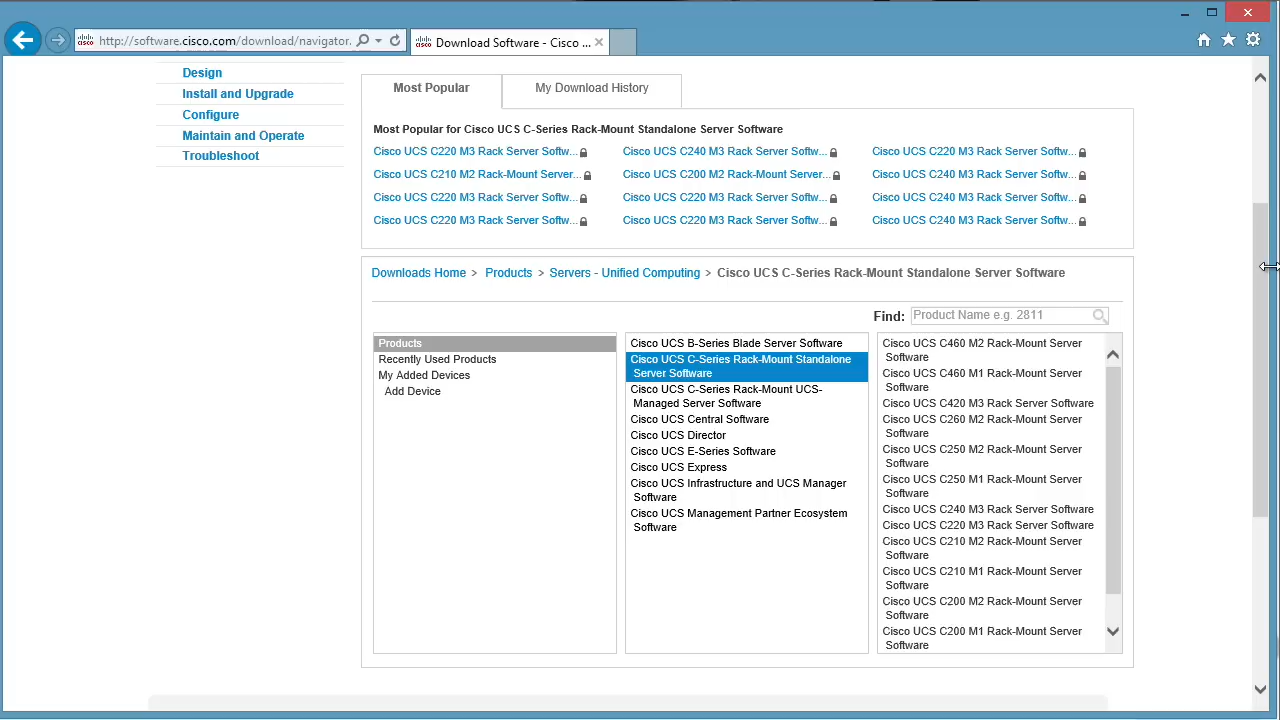 http://software.cisco.com/download/navigator.
Download Software - Cisco ...
Design
Install and Upgrade
Configure
Maintain and Operate
Troubleshoot
Most Popular
My Download History
Most Popular for Cisco UCS C-Series Rack-Mount Standalone Server Software
Cisco UCS C220 M3 Rack Server Softw... Cisco UCS C240 M3 Rack Server Softw... Cisco UCS C220 M3 Rack Server Softw...
Cisco UCS C210 M2 Rack-Mount Server... Cisco UCS C200 M2 Rack-Mount Server... Cisco UCS C240 M3 Rack Server Softw...
Cisco UCS C220 M3 Rack Server Softw... Cisco UCS C220 M3 Rack Server Softw... Cisco UCS C240 M3 Rack Server Softw...
Cisco UCS C220 M3 Rack Server Softw... Cisco UCS C220 M3 Rack Server Softw... Cisco UCS C240 M3 Rack Server Softw...
Downloads Home > Products > Servers - Unified Computing > Cisco UCS C-Series Rack-Mount Standalone Server Software
Find: Product Name e.g. 2811
Products
Recently Used Products
My Added Devices
Add Device
Cisco UCS B-Series Blade Server Software
Cisco UCS C-Series Rack-Mount Standalone
Server Software
Cisco UCS C-Series Rack-Mount UCS-
Managed Server Software
Cisco UCS Central Software
Cisco UCS Director
Cisco UCS E-Series Software
Cisco UCS Express
Cisco UCS Infrastructure and UCS Manager
Software
Cisco UCS Management Partner Ecosystem
Software
Cisco UCS C460 M2 Rack-Mount Server
Software
Cisco UCS C460 M1 Rack-Mount Server
Software
Cisco UCS C420 M3 Rack Server Software
Cisco UCS C260 M2 Rack-Mount Server
Software
Cisco UCS C250 M2 Rack-Mount Server
Software
Cisco UCS C250 M1 Rack-Mount Server
Software
Cisco UCS C240 M3 Rack Server Software
Cisco UCS C220 M3 Rack Server Software
Cisco UCS C210 M2 Rack-Mount Server
Software
Cisco UCS C210 M1 Rack-Mount Server
Software
Cisco UCS C200 M2 Rack-Mount Server
Software
Cisco UCS C200 M1 Rack-Mount Server
Software